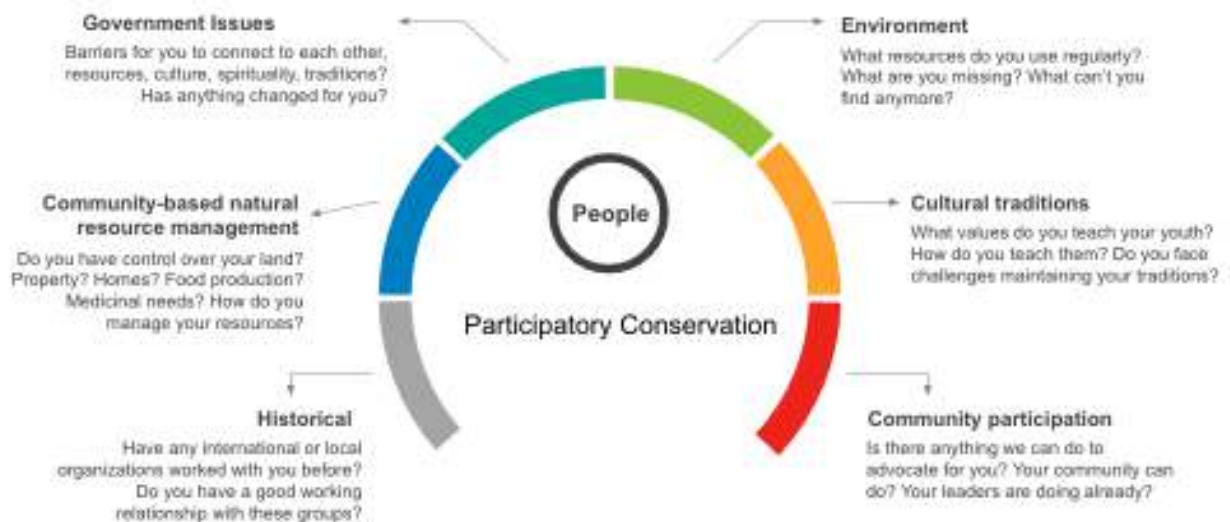 Government Issues
Barriers for you to connect to each other,
resources, culture, spirituality, traditions?
Has anything changed for you?
Environment
What resources do you use regularly?
What are you missing? What can't you
find anymore?
Community-based natural
resource management
Do you have control over your land?
Property? Homes? Food production?
Medicinal needs? How do you
manage your resources?
People
Cultural traditions
What values do you teach your youth?
How do you teach them? Do you face
challenges maintaining your traditions?
Participatory Conservation
Historical
Have any international or local
organizations worked with you before?
Do you have a good working
relationship with these groups?
Community participation
Is there anything we can do to
advocate for you? Your community can
do? Your leaders are doing already?